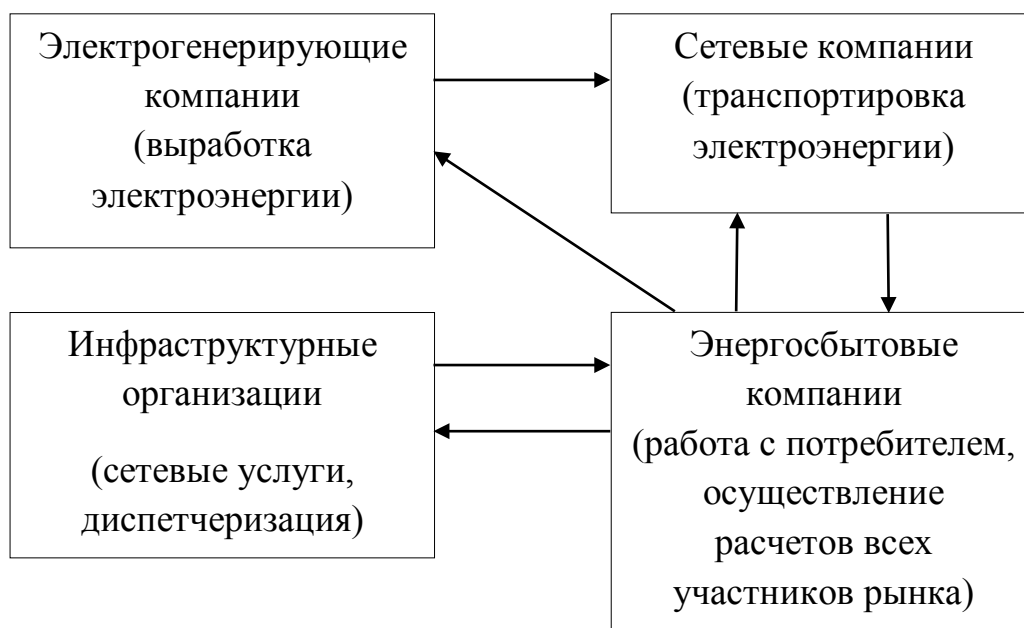 Электрогенерирующие
компании
(выработка
электроэнергии)
Сетевые компании
(транспортировка
электроэнергии)
Инфраструктурные
организации
(сетевые услуги,
диспетчеризация)
Энергосбытовые
компании
(работа с потребителем,
осуществление
расчетов всех
участников рынка)